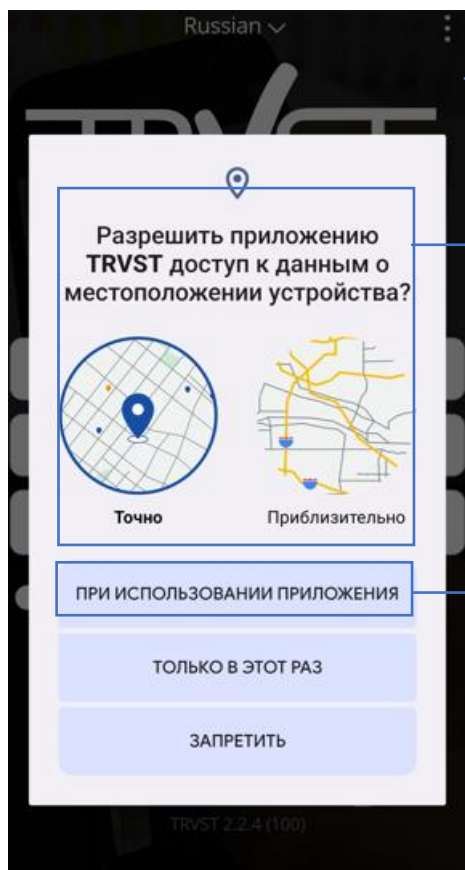 Russian
TRVST
Разрешить приложению
TRVST доступ к данным о
местоположении устройства?
Точно
Приблизительно
ПРИ ИСПОЛЬЗОВАНИИ ПРИЛОЖЕНИЯ
ТОЛЬКО В ЭТОТ РАЗ
ЗАПРЕТИТЬ
TRVST 2.2.4 (100)